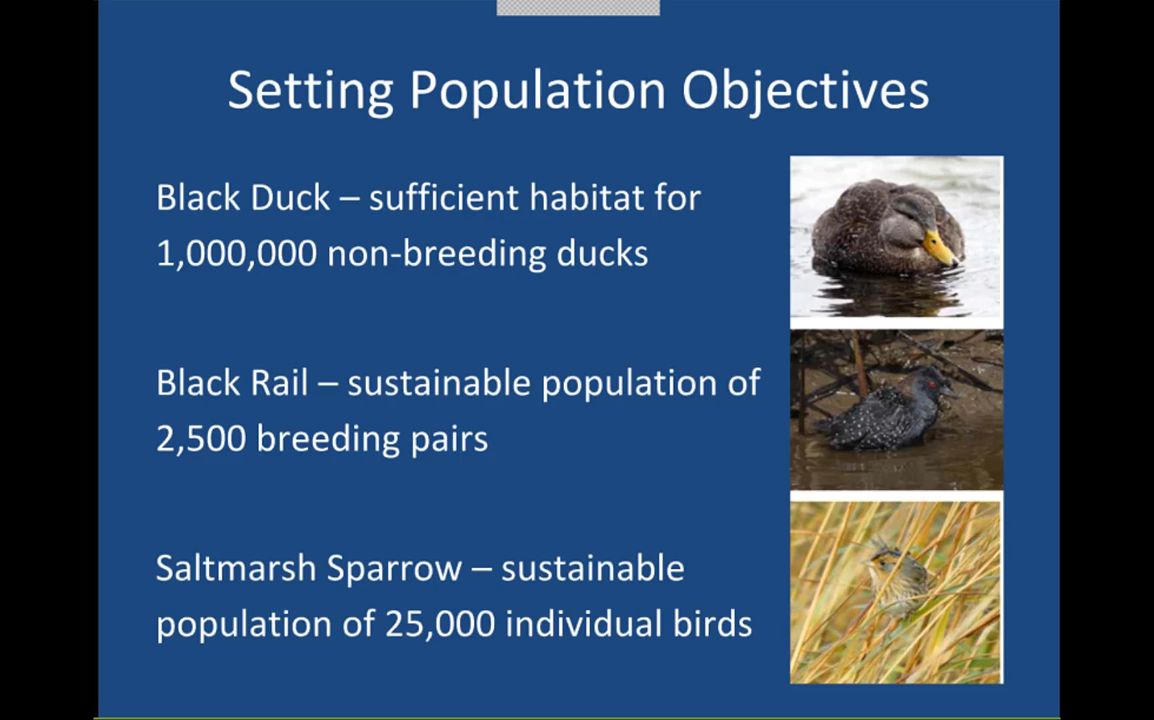 Setting Population Objectives
Black Duck – sufficient habitat for
1,000,000 non-breeding ducks
Black Rail – sustainable population of
2,500 breeding pairs
Saltmarsh Sparrow – sustainable
population of 25,000 individual birds